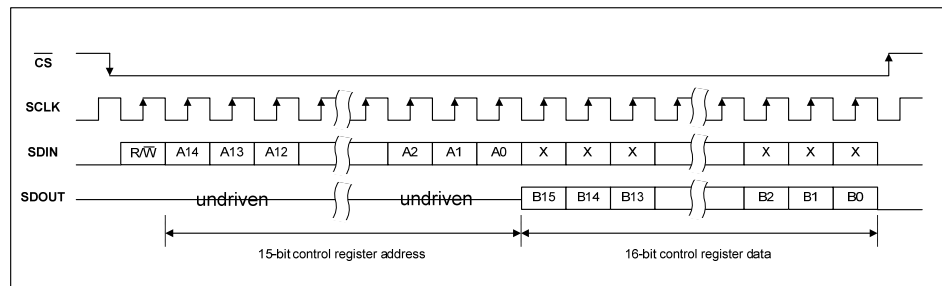 CS
SCLK
SDIN R/W A14 A13 A12 A2 A1 A0 X X X X X X
SDOUT undriven undriven B15 B14 B13 B2 B1 B0
15-bit control register address 16-bit control register data